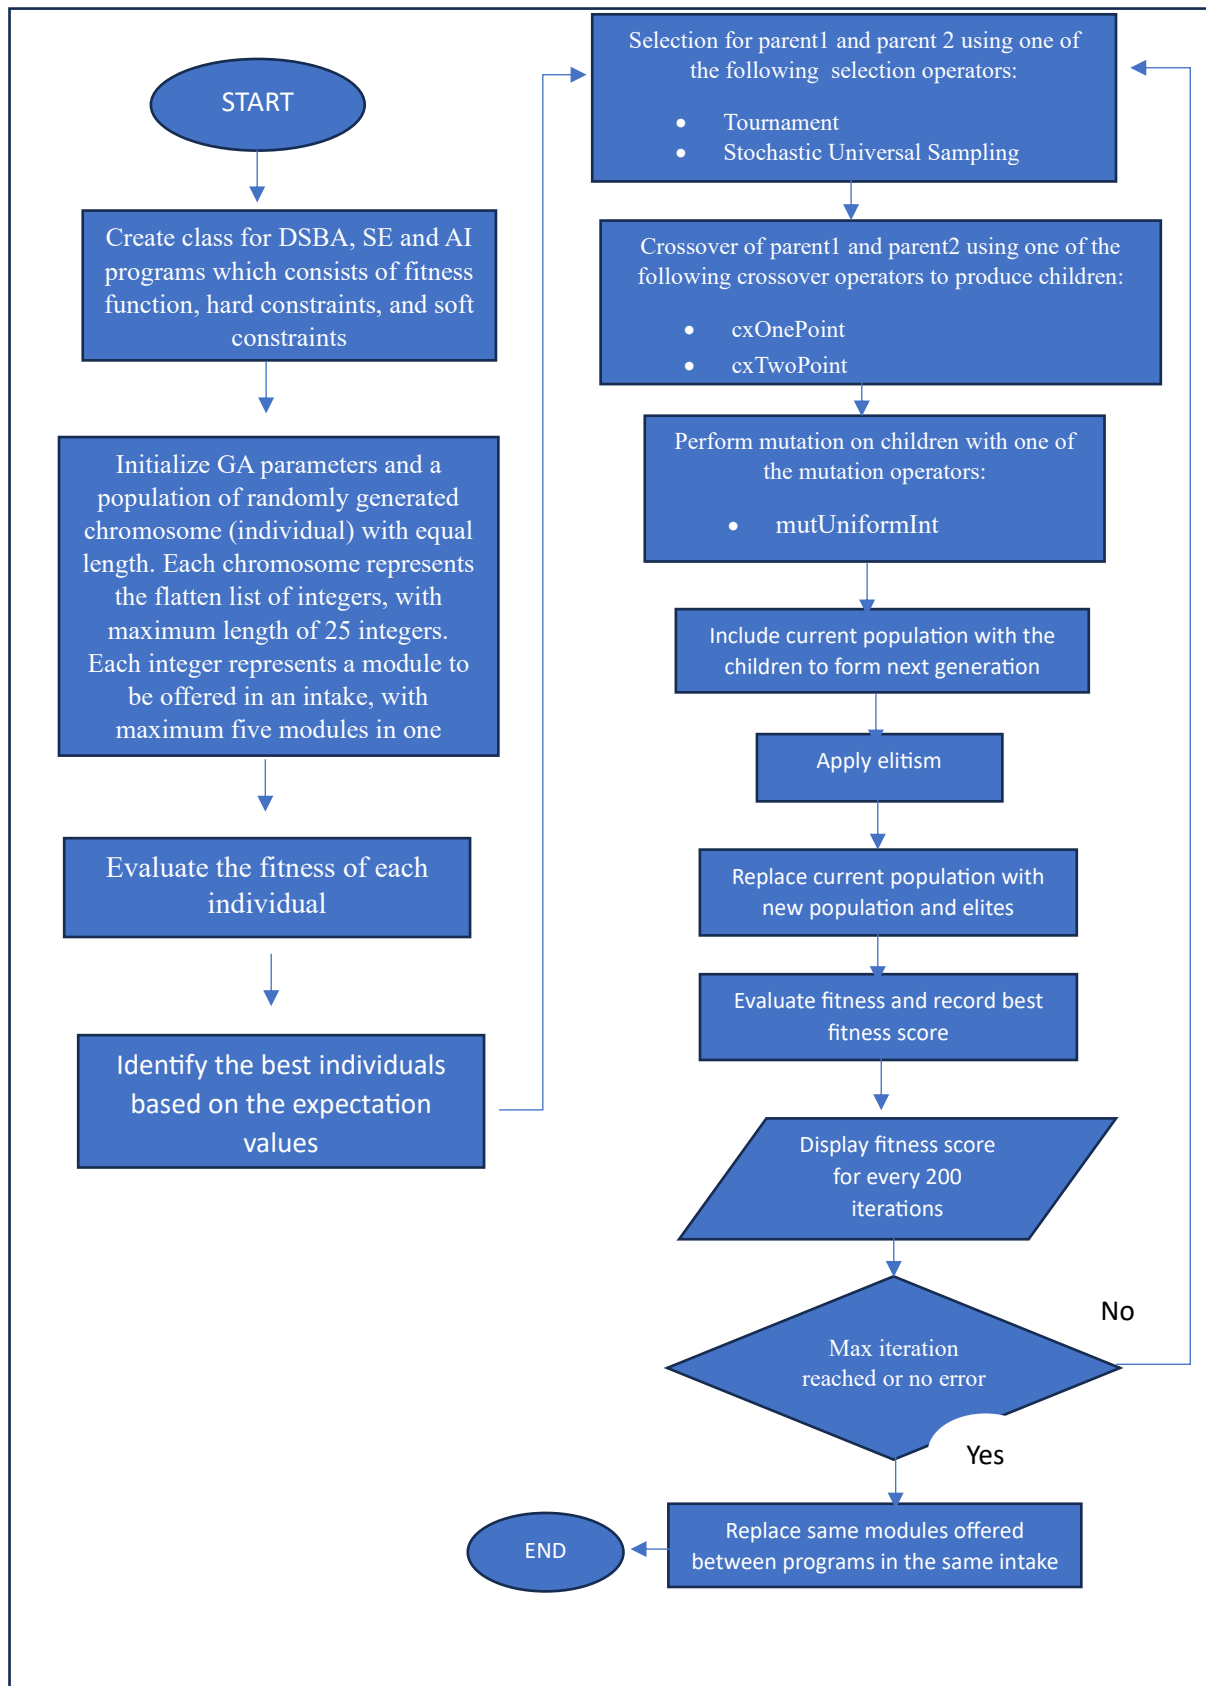 START
Create class for DSBA, SE and AI
programs which consists of fitness
function, hard constraints, and soft
constraints
Initialize GA parameters and a
population of randomly generated
chromosome (individual) with equal
length. Each chromosome represents
the flatten list of integers, with
maximum length of 25 integers.
Each integer represents a module to
be offered in an intake, with
maximum five modules in one
Evaluate the fitness of each
individual
Identify the best individuals
based on the expectation
values
Selection for parent1 and parent 2 using one of
the following selection operators:
• Tournament
• Stochastic Universal Sampling
Crossover of parent1 and parent2 using one of the
following crossover operators to produce children:
• cxOnePoint
• cxTwoPoint
Perform mutation on children with one of
the mutation operators:
• mutUniformInt
Include current population with the
children to form next generation
Apply elitism
Replace current population with
new population and elites
Evaluate fitness and record best
fitness score
Display fitness score
for every 200
iterations
Max iteration
reached or no error
No
Yes
Replace same modules offered
between programs in the same intake
END